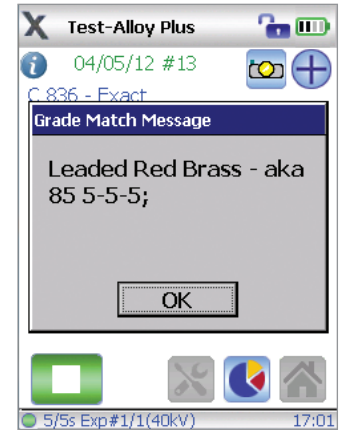 X Test-Alloy Plus
04/05/12 #13
C 836 - Exact
Grade Match Message
Leaded Red Brass - aka
85 5-5-5;
OK
5/5s Exp#1/1(40kV) 17:01